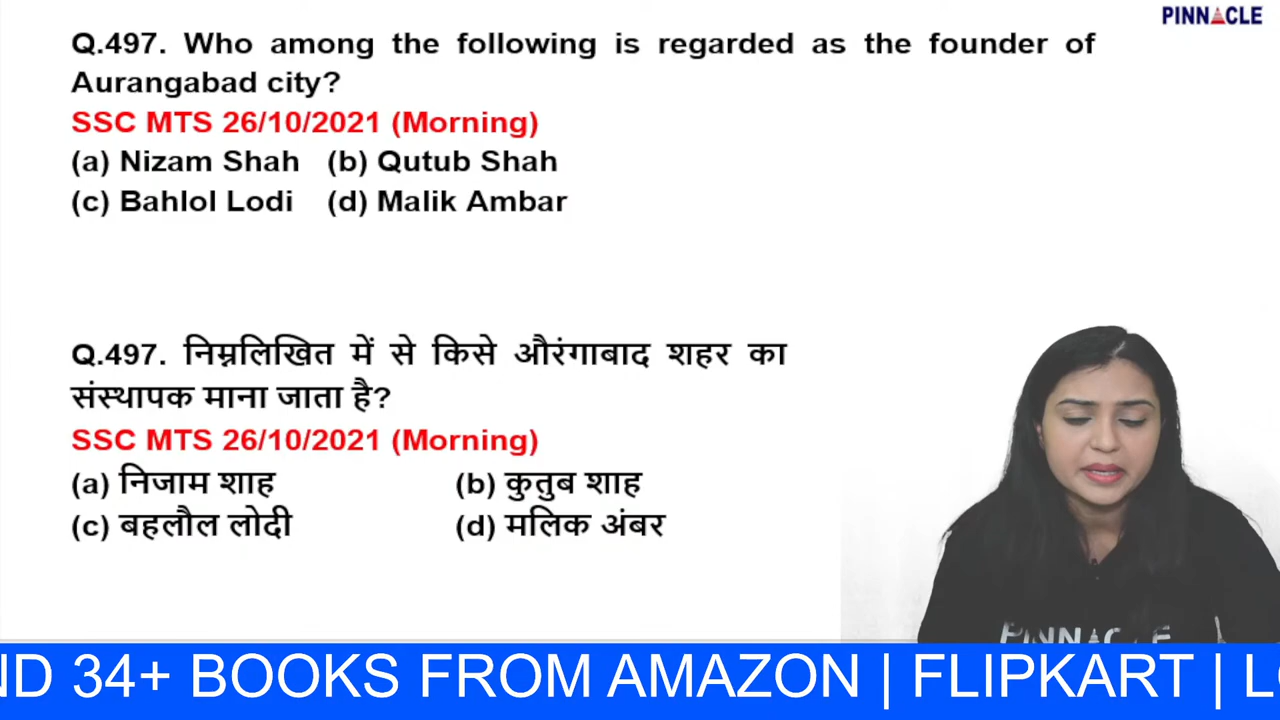 PINNACLE
Q.497. Who among the following is regarded as the founder of
Aurangabad city?
SSC MTS 26/10/2021 (Morning)
(a) Nizam Shah (b) Qutub Shah
(c) Bahlol Lodi (d) Malik Ambar
Q.497. निम्नलिखित में से किसे औरंगाबाद शहर का
संस्थापक माना जाता है?
SSC MTS 26/10/2021 (Morning)
(a) निजाम शाह (b) कुतुब शाह
(c) बहलौल लोदी (d) मलिक अंबर
PINNACLE
ND 34+ BOOKS FROM AMAZON | FLIPKART |